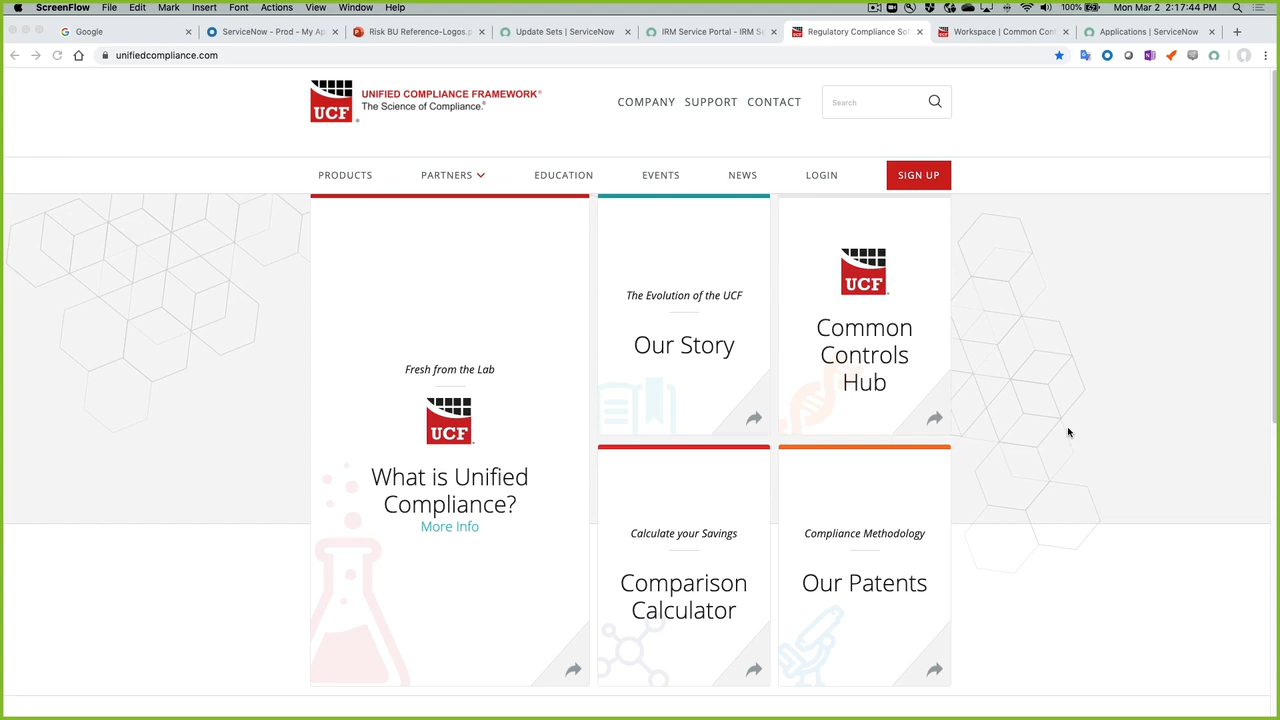 ScreenFlow File Edit Mark Insert Font Actions View Window Help 100% Mon Mar 2 2:17:44 PM
Google
ServiceNow - Prod - My Ap
Risk BU Reference-Logos.p
Update Sets | ServiceNow
IRM Service Portal - IRM Se
Regulatory Compliance Sof
Workspace | Common Cont
Applications | ServiceNow
unifiedcompliance.com
UCF
UNIFIED COMPLIANCE FRAMEWORK®
The Science of Compliance.®
COMPANY SUPPORT CONTACT
Search
PRODUCTS PARTNERS EDUCATION EVENTS NEWS LOGIN SIGN UP
Fresh from the Lab
UCF
What is Unified
Compliance?
More Info
The Evolution of the UCF
Our Story
UCF
Common
Controls
Hub
Calculate your Savings
Comparison
Calculator
Compliance Methodology
Our Patents